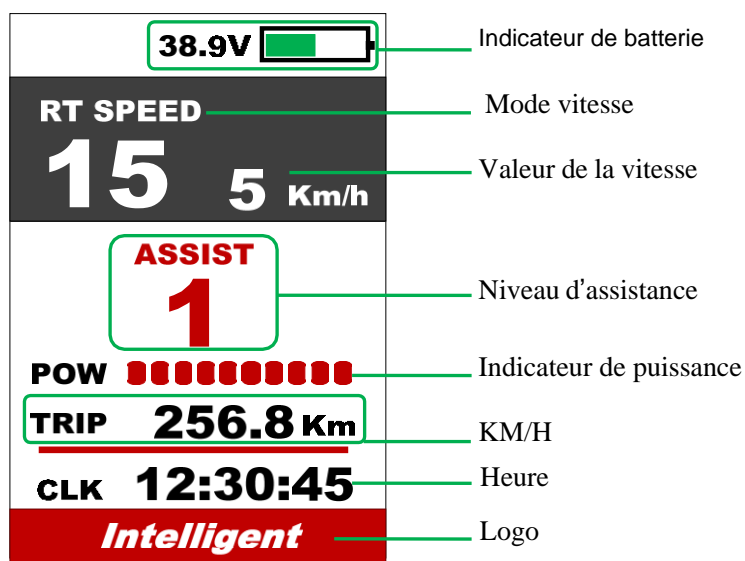 38.9V
Indicateur de batterie
RT SPEED
Mode vitesse
15 5 Km/h
Valeur de la vitesse
ASSIST
1
Niveau d’assistance
POW
Indicateur de puissance
TRIP 256.8 Km
KM/H
CLK 12:30:45
Heure
Intelligent
Logo